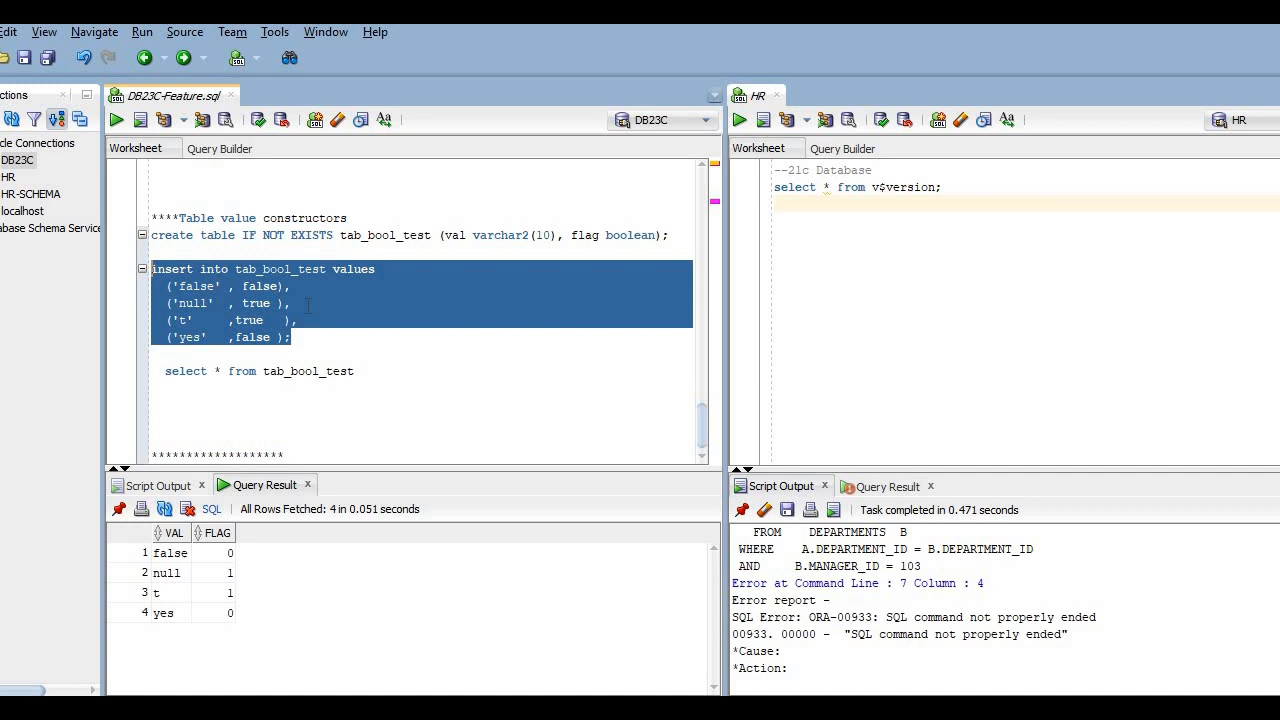 Edit View Navigate Run Source Team Tools Window Help
ctions
DB23C-Feature.sql
HR
DB23C
HR
cle Connections
DB23C
HR
HR-SCHEMA
localhost
abase Schema Service
Worksheet Query Builder
****Table value constructors
create table IF NOT EXISTS tab_bool_test (val varchar2(10), flag boolean);
insert into tab_bool_test values
('false' , false),
('null' , true ),
('t' ,true ),
('yes' ,false );
select * from tab_bool_test
*******************
Worksheet Query Builder
--21c Database
select * from v$version;
Script Output Query Result
SQL All Rows Fetched: 4 in 0.051 seconds
VAL FLAG
1 false 0
2 null 1
3 t 1
4 yes 0
Script Output Query Result
Task completed in 0.471 seconds
FROM DEPARTMENTS B
WHERE A.DEPARTMENT_ID = B.DEPARTMENT_ID
AND B.MANAGER_ID = 103
Error at Command Line : 7 Column : 4
Error report -
SQL Error: ORA-00933: SQL command not properly ended
00933. 00000 - "SQL command not properly ended"
*Cause:
*Action: